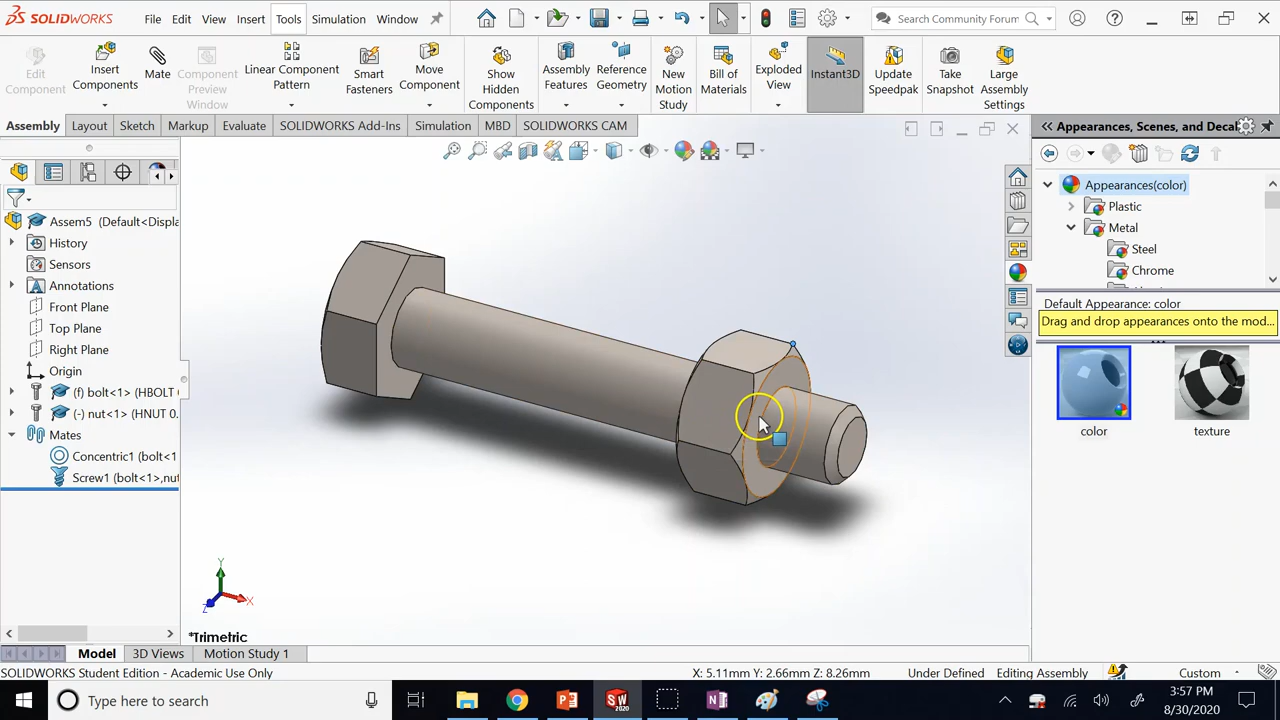 SOLIDWORKS File Edit View Insert Tools Simulation Window Search Community Forum
Edit Component
Insert Components
Mate
Component Preview Window
Linear Component Pattern
Smart Fasteners
Move Component
Show Hidden Components
Assembly Features
Reference Geometry
New Motion Study
Bill of Materials
Exploded View
Instant3D
Update Speedpak
Take Snapshot
Large Assembly Settings
Assembly Layout Sketch Markup Evaluate SOLIDWORKS Add-Ins Simulation MBD SOLIDWORKS CAM
Appearances, Scenes, and Decal
Appearances(color)
Plastic
Metal
Steel
Chrome
Default Appearance: color
Drag and drop appearances onto the mod...
color texture
Assem5 (Default<Displa
History
Sensors
Annotations
Front Plane
Top Plane
Right Plane
Origin
(f) bolt<1> (HBOLT
(-) nut<1> (HNUT 0.
Mates
Concentric1 (bolt<1
Screw1 (bolt<1>,nut
Y
X
Z
*Trimetric
Model 3D Views Motion Study 1
SOLIDWORKS Student Edition - Academic Use Only X: 5.11mm Y: 2.66mm Z: 8.26mm Under Defined Editing Assembly Custom
Type here to search
SW
2020
N
3:57 PM
8/30/2020